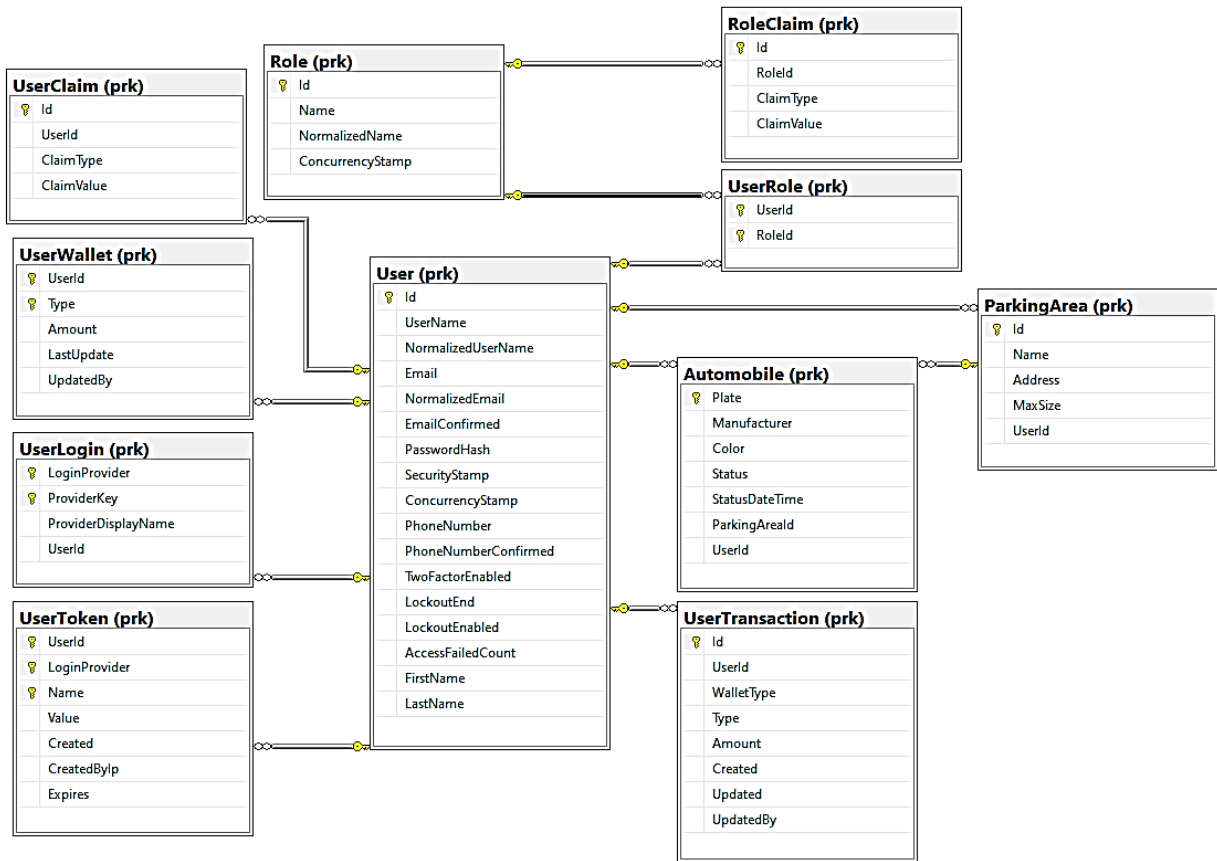 UserClaim (prk)
Id
UserId
ClaimType
ClaimValue
Role (prk)
Id
Name
NormalizedName
ConcurrencyStamp
RoleClaim (prk)
Id
RoleId
ClaimType
ClaimValue
UserRole (prk)
UserId
RoleId
UserWallet (prk)
UserId
Type
Amount
LastUpdate
UpdatedBy
User (prk)
Id
UserName
NormalizedUserName
Email
NormalizedEmail
EmailConfirmed
PasswordHash
SecurityStamp
ConcurrencyStamp
PhoneNumber
PhoneNumberConfirmed
TwoFactorEnabled
LockoutEnd
LockoutEnabled
AccessFailedCount
FirstName
LastName
ParkingArea (prk)
Id
Name
Address
MaxSize
UserId
Automobile (prk)
Plate
Manufacturer
Color
Status
StatusDateTime
ParkingAreaId
UserId
UserLogin (prk)
LoginProvider
ProviderKey
ProviderDisplayName
UserId
UserToken (prk)
UserId
LoginProvider
Name
Value
Created
CreatedByIp
Expires
UserTransaction (prk)
Id
UserId
WalletType
Type
Amount
Created
Updated
UpdatedBy